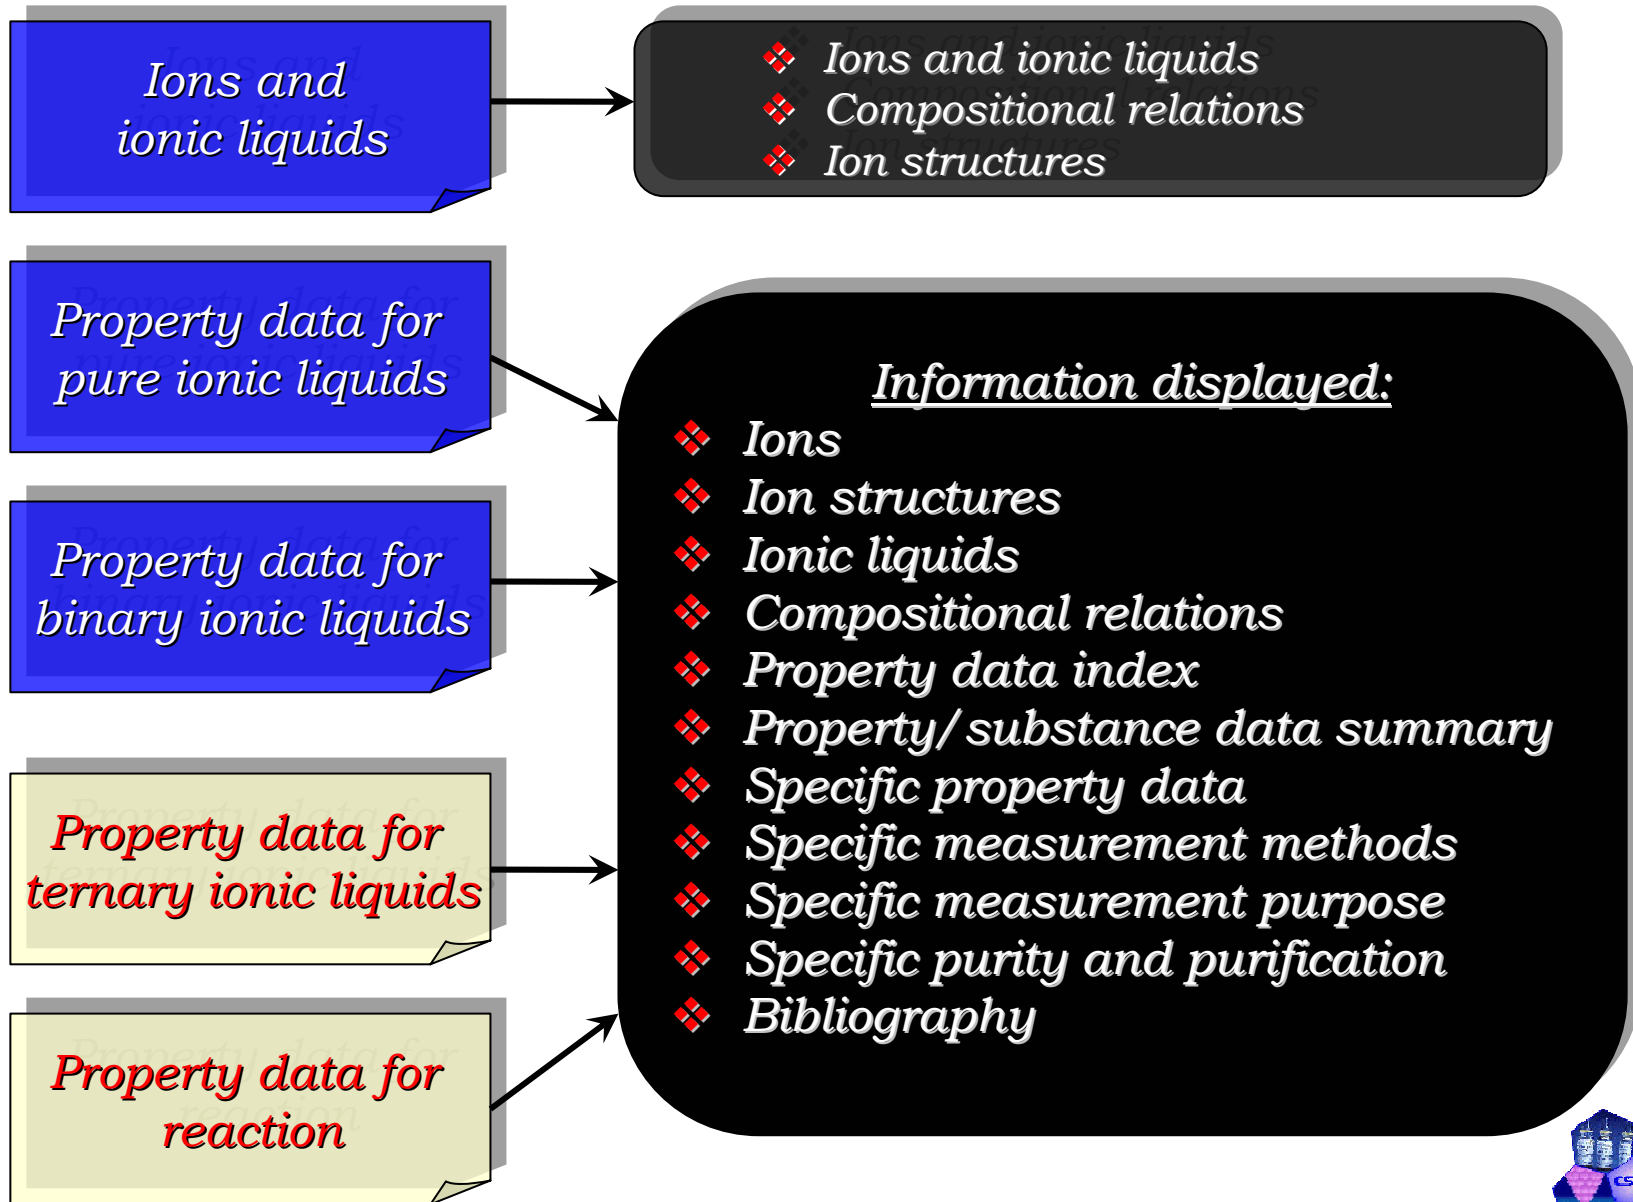 Ions and
ionic liquids
❖ Ions and ionic liquids
❖ Compositional relations
❖ Ion structures
Property data for
pure ionic liquids
Property data for
binary ionic liquids
Property data for
ternary ionic liquids
Property data for
reaction
Information displayed:
❖ Ions
❖ Ion structures
❖ Ionic liquids
❖ Compositional relations
❖ Property data index
❖ Property/substance data summary
❖ Specific property data
❖ Specific measurement methods
❖ Specific measurement purpose
❖ Specific purity and purification
❖ Bibliography